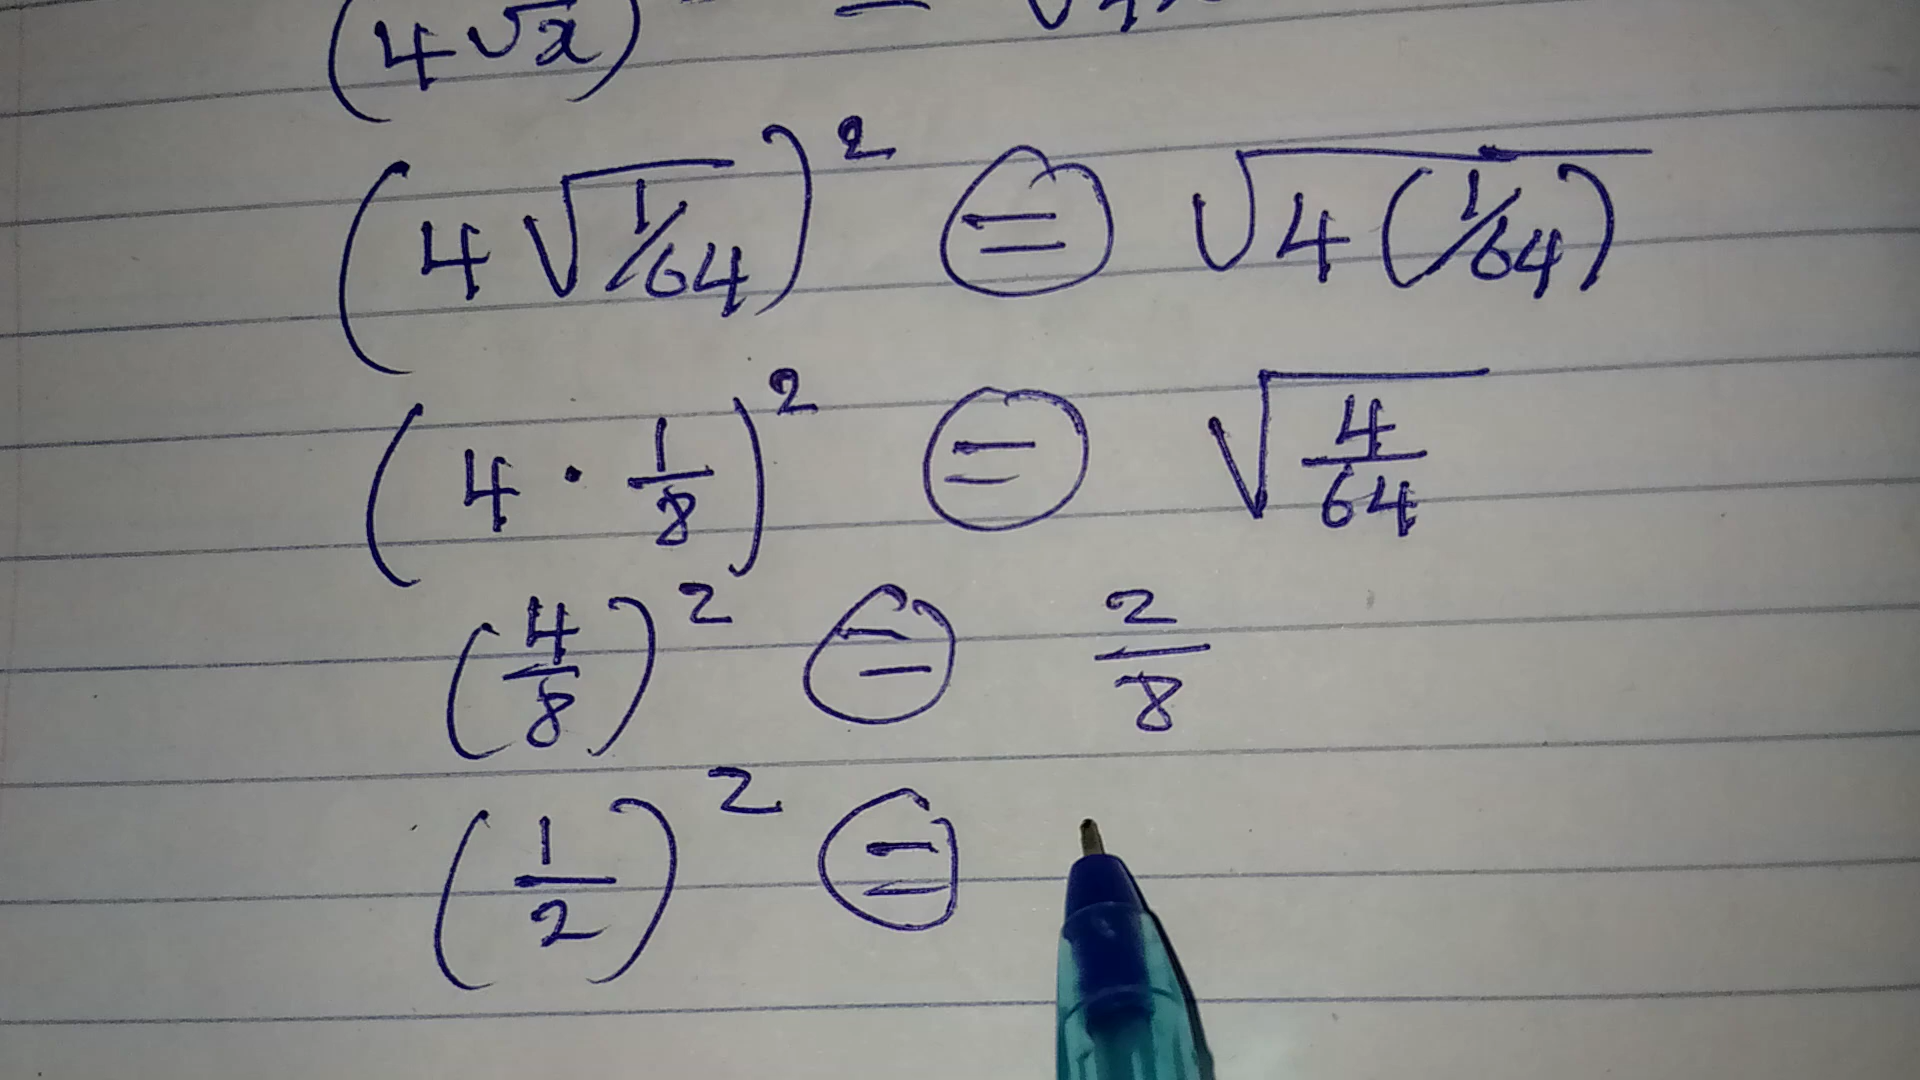 (4√x) = √
(4√1/64)² = √4(1/64)
(4 · 1/8)² = √4/64
(4/8)² = 2/8
(1/2)² =